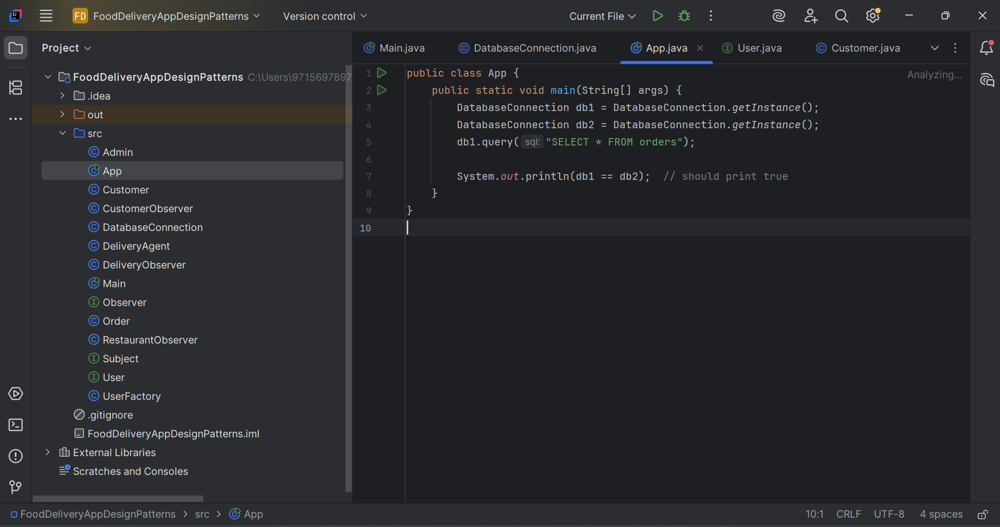 FD FoodDeliveryAppDesignPatterns Version control Current File
Project
Main.java DatabaseConnection.java App.java User.java Customer.java
FoodDeliveryAppDesignPatterns C:\Users\9715697897
.idea
out
src
Admin
App
Customer
CustomerObserver
DatabaseConnection
DeliveryAgent
DeliveryObserver
Main
Observer
Order
RestaurantObserver
Subject
User
UserFactory
.gitignore
FoodDeliveryAppDesignPatterns.iml
External Libraries
Scratches and Consoles
Analyzing...
1 public class App {
2 public static void main(String[] args) {
3 DatabaseConnection db1 = DatabaseConnection.getInstance();
4 DatabaseConnection db2 = DatabaseConnection.getInstance();
5 db1.query( sql: "SELECT * FROM orders");
6
7 System.out.println(db1 == db2); // should print true
8 }
9 }
10
FoodDeliveryAppDesignPatterns > src > App
10:1 CRLF UTF-8 4 spaces